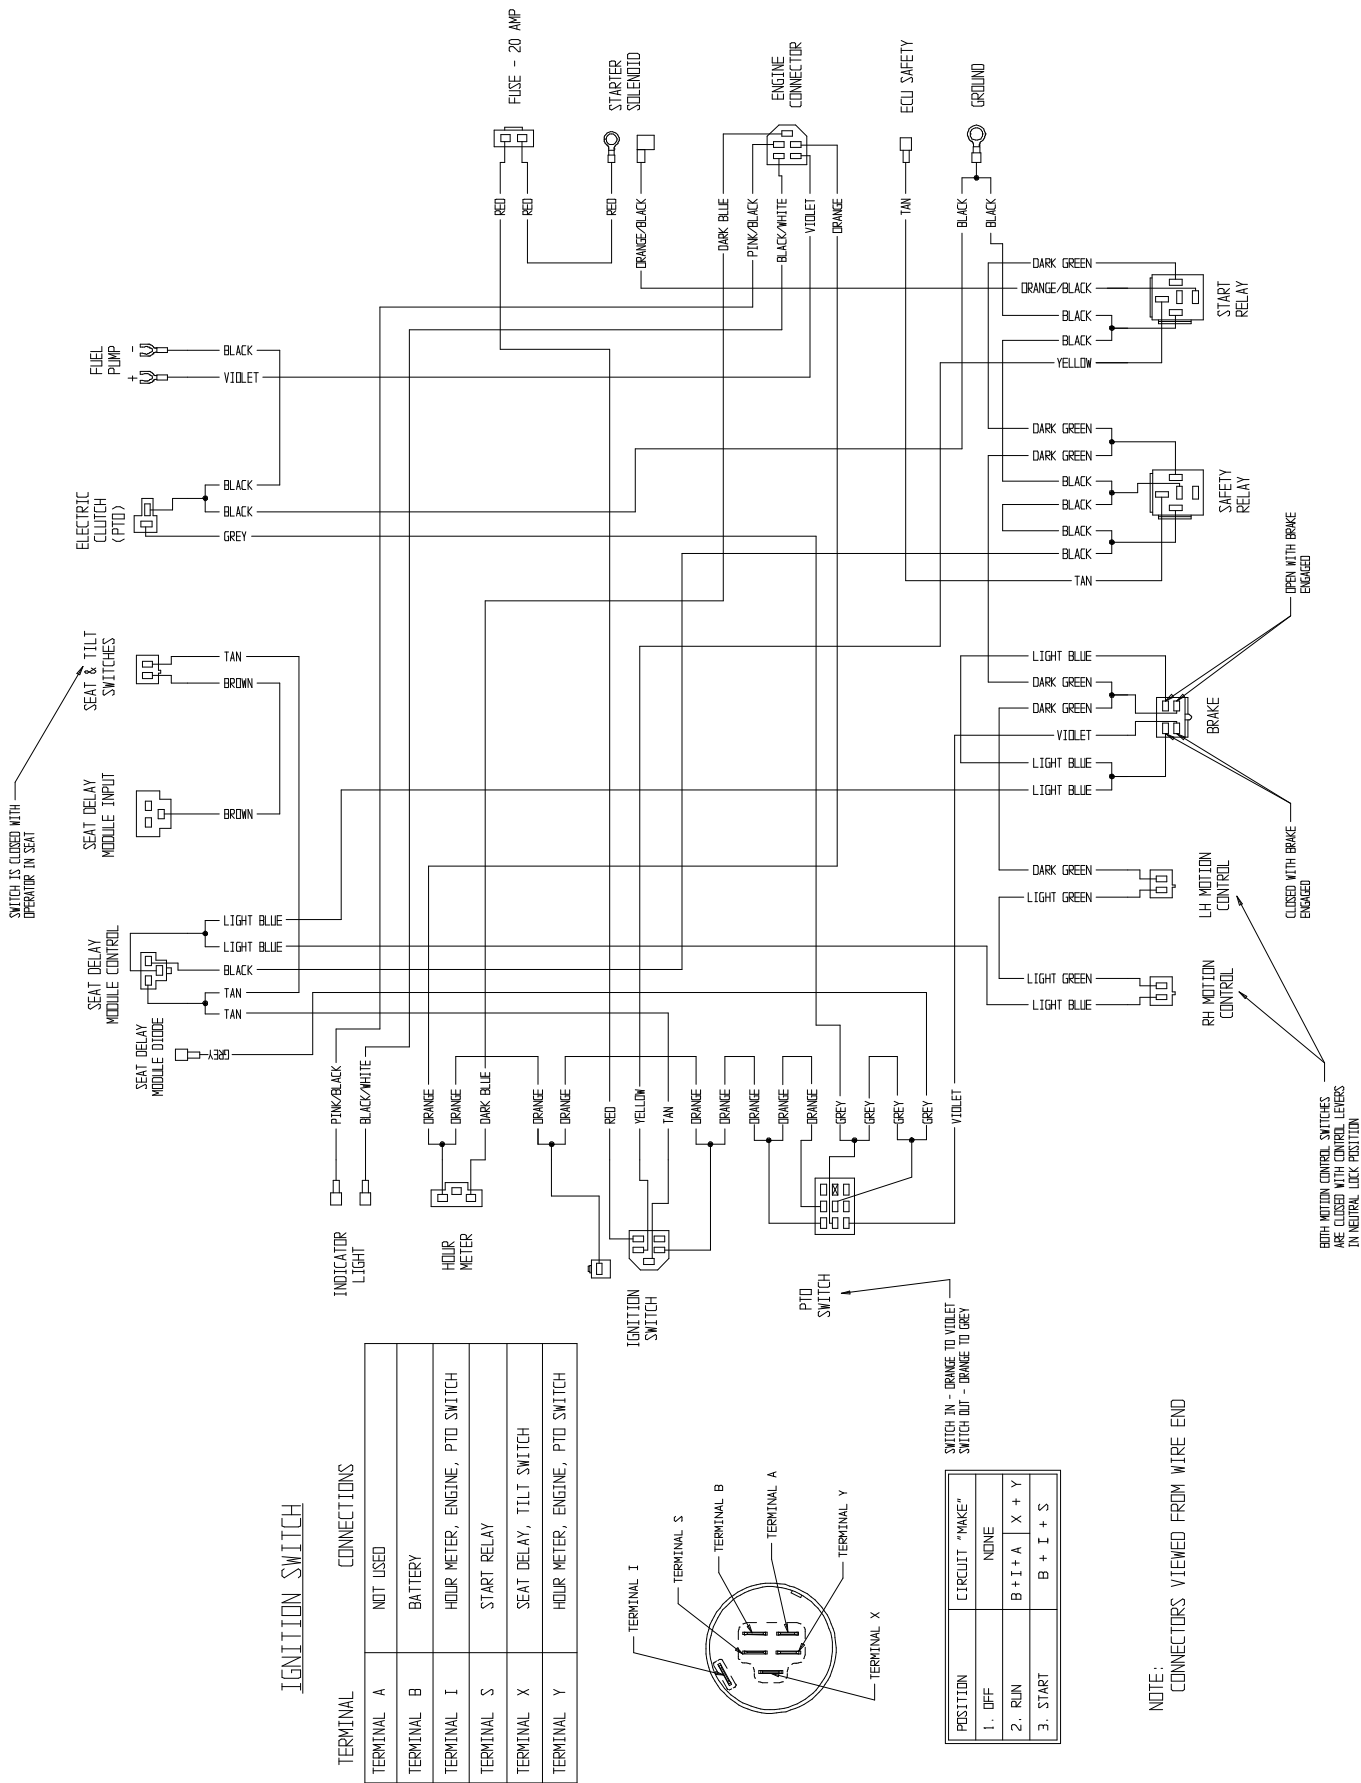 FUSE - 20 AMP
STARTER
SOLENOID
ENGINE
CONNECTOR
ECU SAFETY
GROUND
RED
RED
RED
ORANGE/BLACK
DARK BLUE
PINK/BLACK
BLACK/WHITE
VIOLET
ORANGE
TAN
BLACK
BLACK
FUEL
PUMP
-
+
BLACK
VIOLET
ELECTRIC
CLUTCH
(PTO)
BLACK
BLACK
GREY
SEAT & TILT
SWITCHES
TAN
BROWN
SWITCH IS CLOSED WITH
OPERATOR IN SEAT
SEAT DELAY
MODULE INPUT
BROWN
SEAT DELAY
MODULE CONTROL
LIGHT BLUE
LIGHT BLUE
BLACK
TAN
TAN
SEAT DELAY
MODULE DIODE
GREY
DARK GREEN
ORANGE/BLACK
BLACK
BLACK
YELLOW
START
RELAY
DARK GREEN
DARK GREEN
BLACK
BLACK
BLACK
BLACK
TAN
SAFETY
RELAY
OPEN WITH BRAKE
ENGAGED
LIGHT BLUE
DARK GREEN
DARK GREEN
VIOLET
LIGHT BLUE
LIGHT BLUE
BRAKE
CLOSED WITH BRAKE
ENGAGED
DARK GREEN
LIGHT GREEN
LH MOTION
CONTROL
LIGHT GREEN
LIGHT BLUE
RH MOTION
CONTROL
BOTH MOTION CONTROL SWITCHES
ARE CLOSED WITH CONTROL LEVERS
IN NEUTRAL LOCK POSITION
PINK/BLACK
BLACK/WHITE
ORANGE
ORANGE
DARK BLUE
ORANGE
ORANGE
RED
YELLOW
TAN
ORANGE
ORANGE
ORANGE
GREY
GREY
GREY
GREY
VIOLET
INDICATOR
LIGHT
HOUR
METER
IGNITION
SWITCH
PTO
SWITCH
SWITCH IN - ORANGE TO VIOLET
SWITCH OUT - ORANGE TO GREY
IGNITION SWITCH
TERMINAL CONNECTIONS
TERMINAL A NOT USED
TERMINAL B BATTERY
TERMINAL I HOUR METER, ENGINE, PTO SWITCH
TERMINAL S START RELAY
TERMINAL X SEAT DELAY, TILT SWITCH
TERMINAL Y HOUR METER, ENGINE, PTO SWITCH
TERMINAL I
TERMINAL S
TERMINAL B
TERMINAL A
TERMINAL Y
TERMINAL X
POSITION CIRCUIT "MAKE"
1. OFF NONE
2. RUN B+I+A X + Y
3. START B + I + S
NOTE:
CONNECTORS VIEWED FROM WIRE END